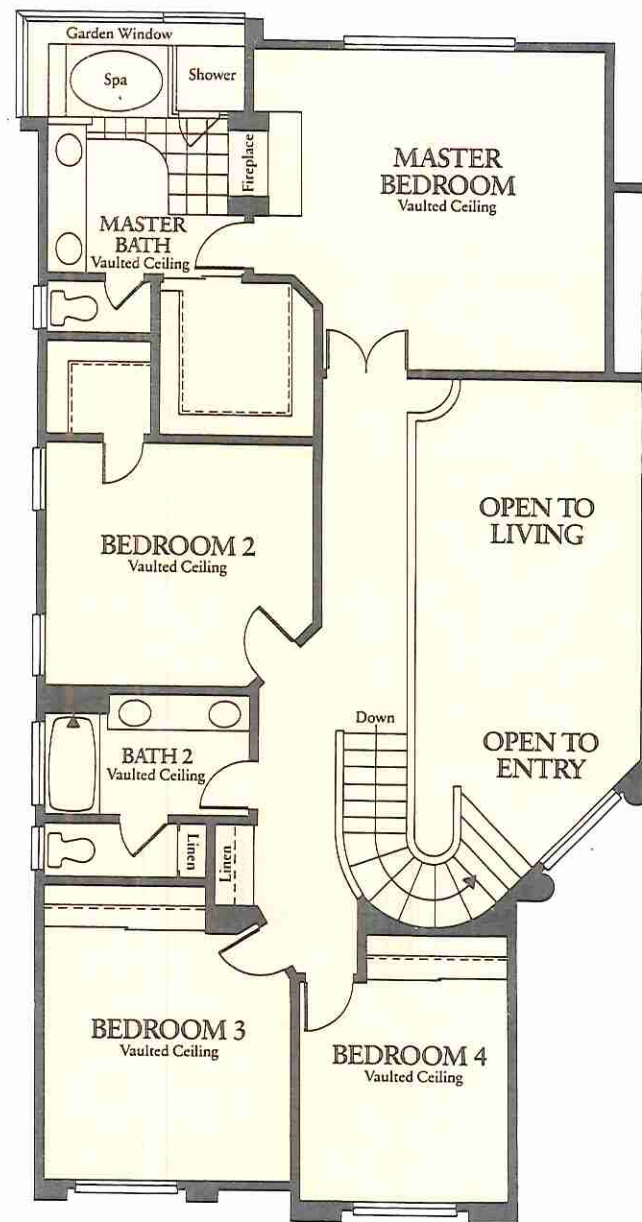 Garden Window
Spa
Shower
Fireplace
MASTER
BEDROOM
Vaulted Ceiling
MASTER
BATH
Vaulted Ceiling
BEDROOM 2
Vaulted Ceiling
OPEN TO
LIVING
Down
OPEN TO
ENTRY
BATH 2
Vaulted Ceiling
Linen
Linen
BEDROOM 3
Vaulted Ceiling
BEDROOM 4
Vaulted Ceiling